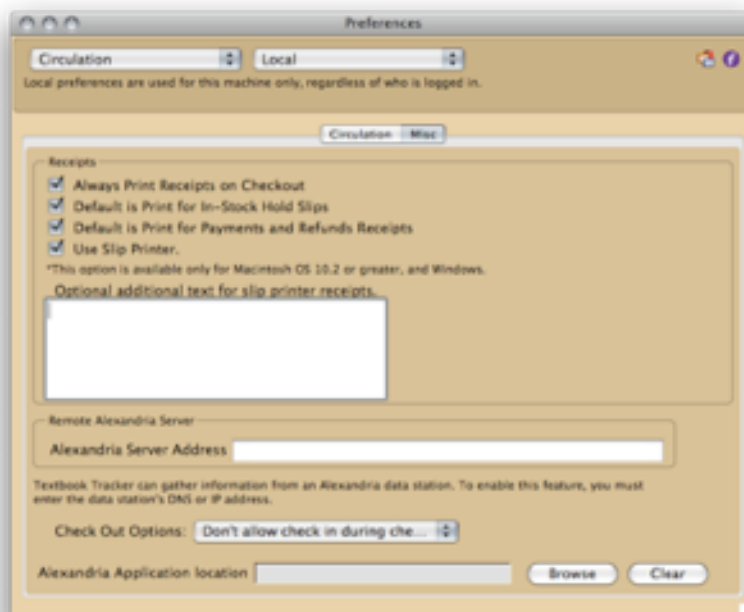 Preferences
Circulation Local
Local preferences are used for this machine only, regardless of who is logged in.
Circulation Misc
Receipts
Always Print Receipts on Checkout
Default is Print for In-Stock Hold Slips
Default is Print for Payments and Refunds Receipts
Use Slip Printer.
*This option is available only for Macintosh OS 10.2 or greater, and Windows.
Optional additional text for slip printer receipts.
Remote Alexandria Server
Alexandria Server Address
Textbook Tracker can gather information from an Alexandria data station. To enable this feature, you must
enter the data station's DNS or IP address.
Check Out Options: Don't allow check in during che...
Alexandria Application location Browse Clear